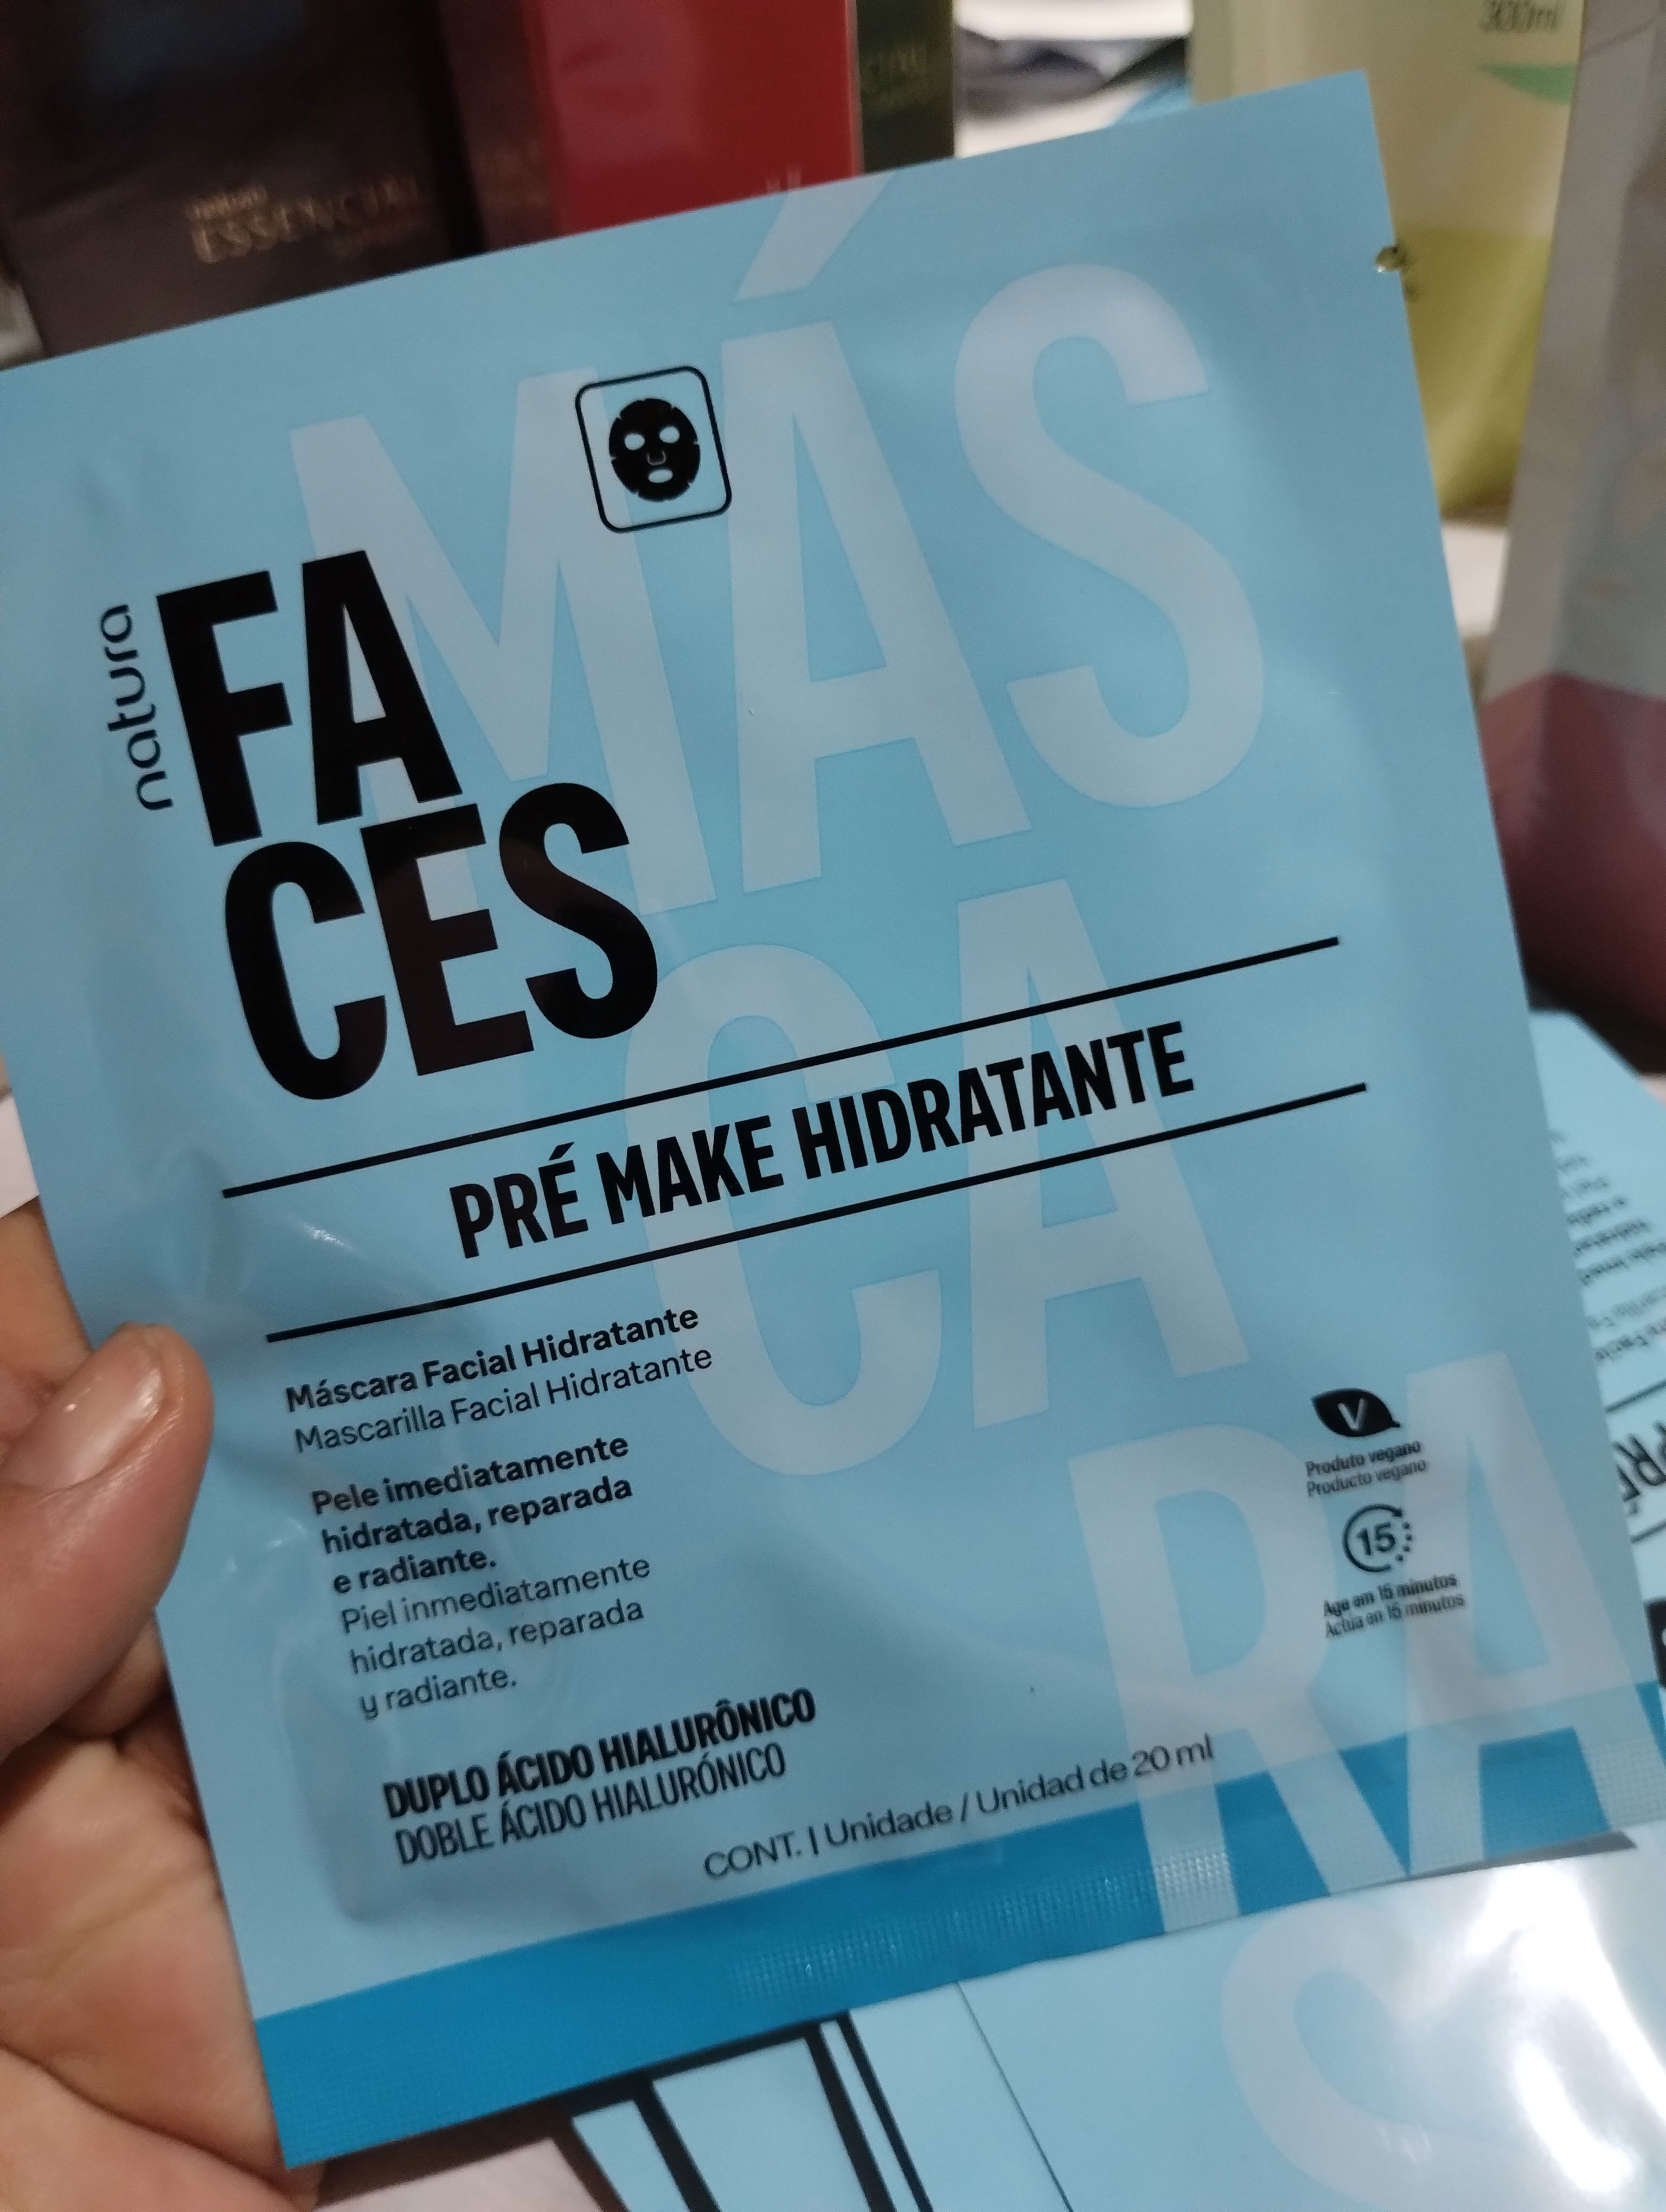 300ml
ESSENCIAL
MÁS
CA
RA
natura
FA
CES
PRÉ MAKE HIDRATANTE
Máscara Facial Hidratante
Mascarilla Facial Hidratante
Pele imediatamente
hidratada, reparada
e radiante.
Piel inmediatamente
hidratada, reparada
y radiante.
V
Produto vegano
Producto vegano
15
Age em 15 minutos
Actúa en 15 minutos
DUPLO ÁCIDO HIALURÔNICO
DOBLE ÁCIDO HIALURÓNICO
CONT. | Unidade / Unidad de 20 ml